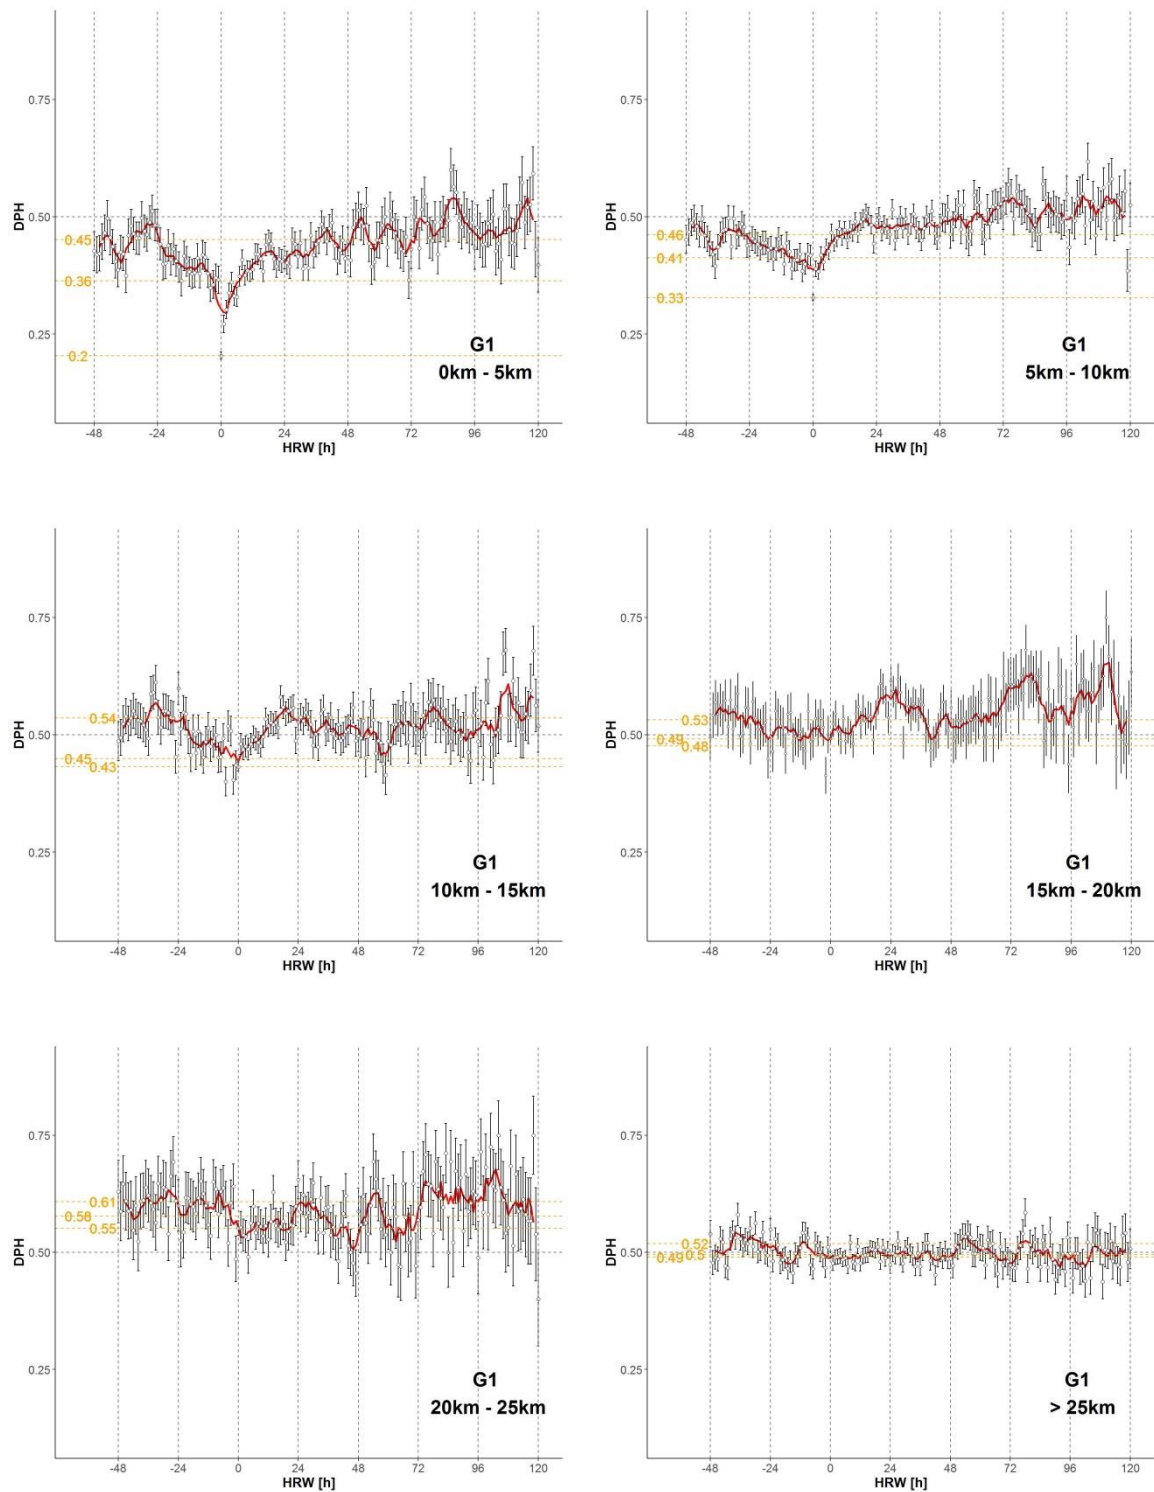 DPH
0.75
0.50
0.25
0.45
0.36
0.2
G1
0km - 5km
-48 -24 0 24 48 72 96 120
HRW [h]
DPH
0.75
0.50
0.25
0.46
0.41
0.33
G1
5km - 10km
-48 -24 0 24 48 72 96 120
HRW [h]
DPH
0.75
0.50
0.25
0.54
0.45
0.43
G1
10km - 15km
-48 -24 0 24 48 72 96 120
HRW [h]
DPH
0.75
0.50
0.25
0.53
0.49
0.48
G1
15km - 20km
-48 -24 0 24 48 72 96 120
HRW [h]
DPH
0.75
0.50
0.25
0.61
0.58
0.55
G1
20km - 25km
-48 -24 0 24 48 72 96 120
HRW [h]
DPH
0.75
0.50
0.25
0.52
0.5
0.49
G1
> 25km
-48 -24 0 24 48 72 96 120
HRW [h]